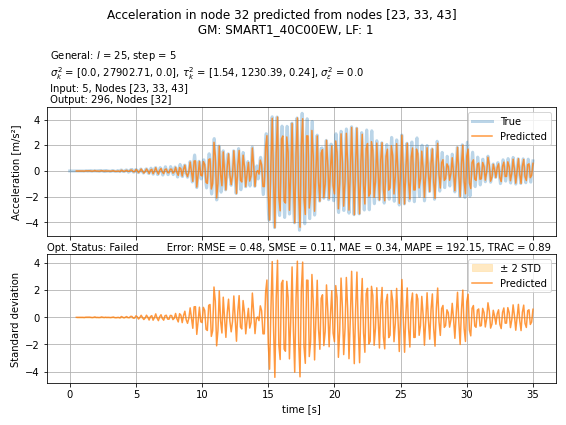 Acceleration in node 32 predicted from nodes [23, 33, 43]
GM: SMART1_40C00EW, LF: 1
General: l = 25, step = 5
σ²ₖ = [0.0, 27902.71, 0.0], τ²ₖ = [1.54, 1230.39, 0.24], σ²ε = 0.0
Input: 5, Nodes [23, 33, 43]
Output: 296, Nodes [32]
Acceleration [m/s²]
4
2
0
−2
−4
True
Predicted
Opt. Status: Failed
Error: RMSE = 0.48, SMSE = 0.11, MAE = 0.34, MAPE = 192.15, TRAC = 0.89
Standard deviation
4
2
0
−2
−4
± 2 STD
Predicted
0 5 10 15 20 25 30 35
time [s]